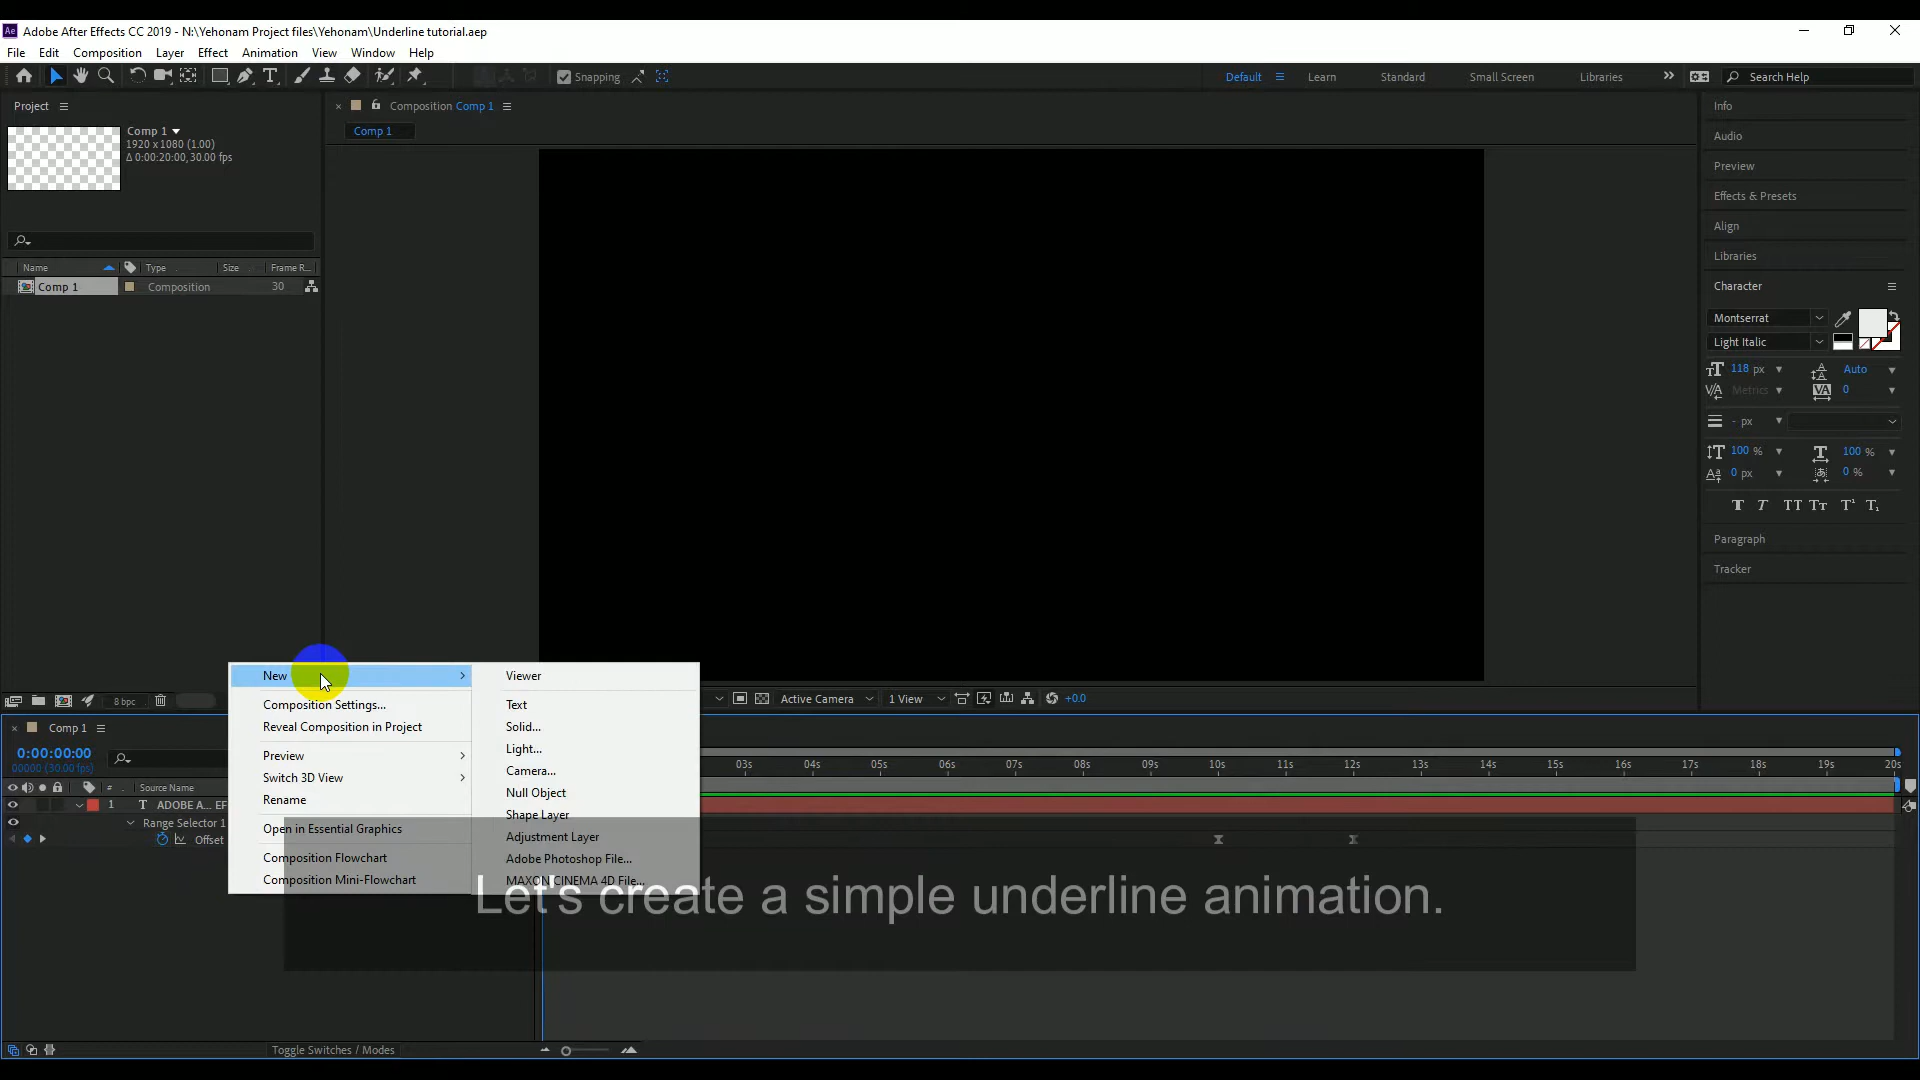 Adobe After Effects CC 2019 - N:\Yehonam Project files\Yehonam\Underline tutorial.aep
File Edit Composition Layer Effect Animation View Window Help
Snapping
Default Learn Standard Small Screen Libraries Search Help
Project
Composition Comp 1
Comp 1
Comp 1
1920 x 1080 (1.00)
Δ 0:00:20:00, 30.00 fps
Name Type Size Frame R...
Comp 1 Composition 30
Info
Audio
Preview
Effects & Presets
Align
Libraries
Character
Montserrat
Light Italic
118 px Auto
Metrics 0
- px
100 % 100 %
0 px 0 %
Paragraph
Tracker
8 bpc
Active Camera 1 View +0.0
New
Composition Settings...
Reveal Composition in Project
Preview
Switch 3D View
Rename
Open in Essential Graphics
Composition Flowchart
Composition Mini-Flowchart
Viewer
Text
Solid...
Light...
Camera...
Null Object
Shape Layer
Adjustment Layer
Adobe Photoshop File...
MAXON CINEMA 4D File...
Comp 1
0:00:00:00
00000 (30.00 fps)
# Source Name
1 T ADOBE A... EF
Range Selector 1
Offset
03s 04s 05s 06s 07s 08s 09s 10s 11s 12s 13s 14s 15s 16s 17s 18s 19s 20s
Let's create a simple underline animation.
Toggle Switches / Modes